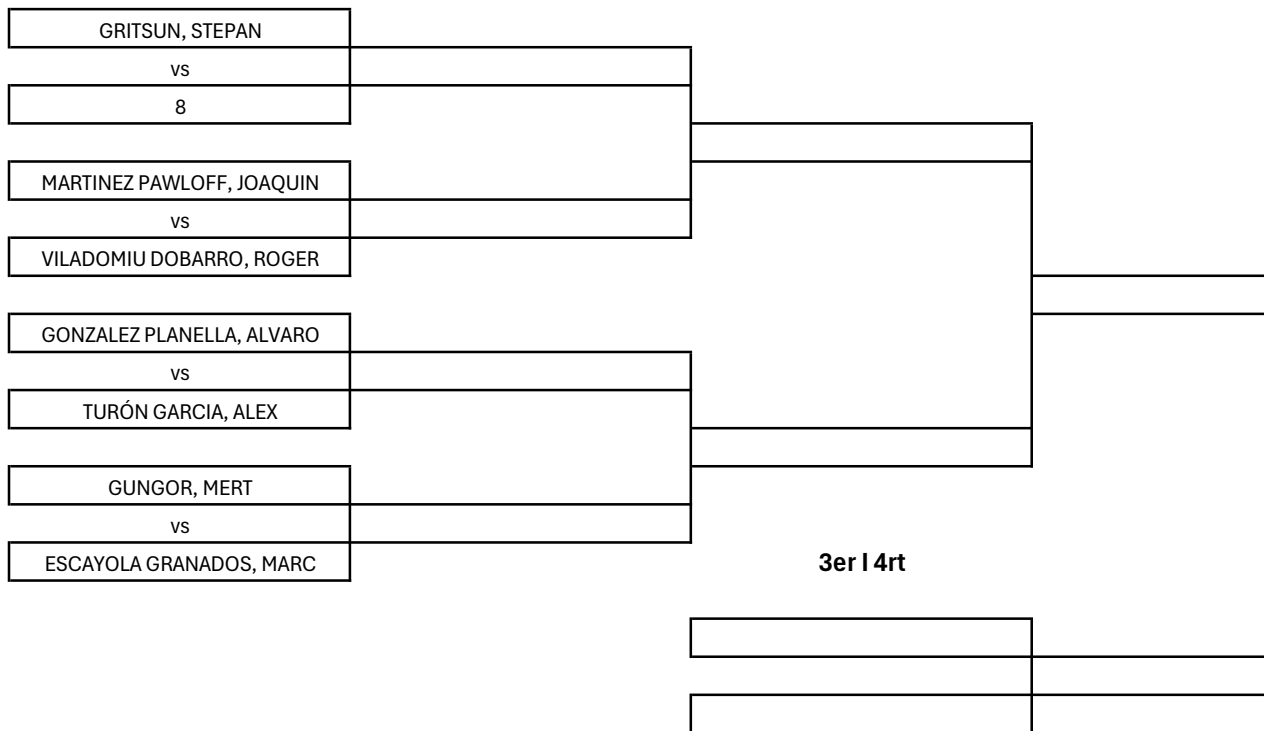 GRITSUN, STEPAN
vs
8
MARTINEZ PAWLOFF, JOAQUIN
vs
VILADOMIU DOBARRO, ROGER
GONZALEZ PLANELLA, ALVARO
vs
TURÓN GARCIA, ALEX
GUNGOR, MERT
vs
ESCAYOLA GRANADOS, MARC
3er I 4rt